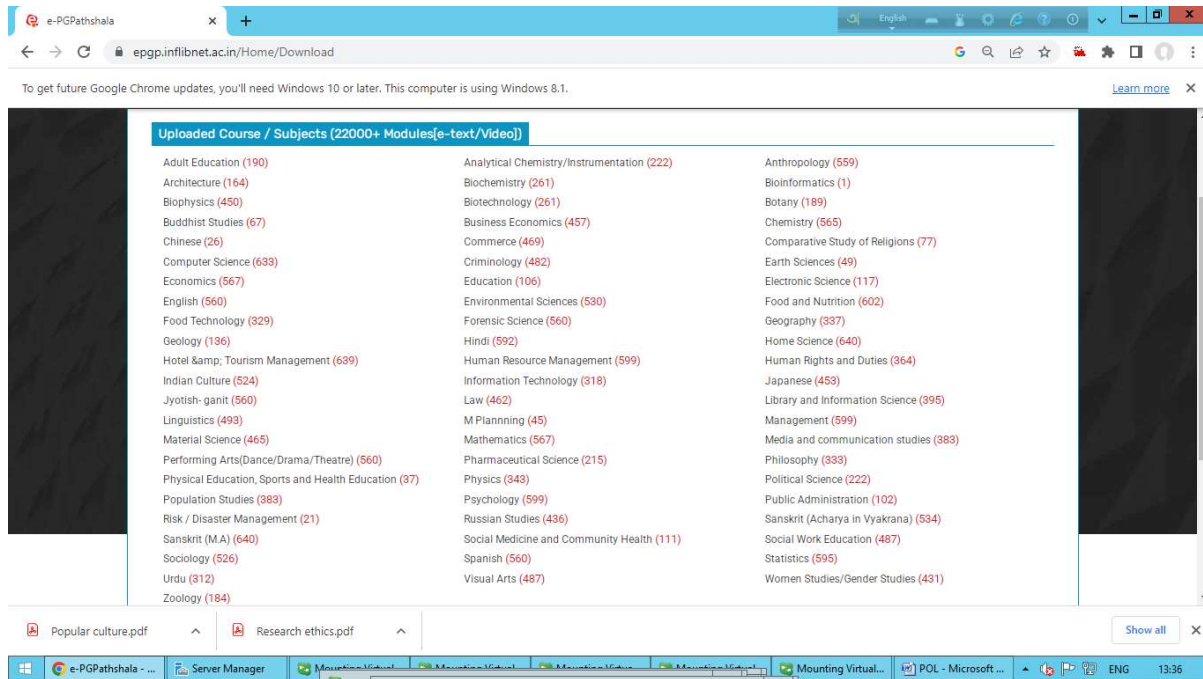 e-PGPathshala
English
epgp.inflibnet.ac.in/Home/Download
To get future Google Chrome updates, you'll need Windows 10 or later. This computer is using Windows 8.1. Learn more
Uploaded Course / Subjects (22000+ Modules[e-text/Video])
Adult Education (190) Analytical Chemistry/Instrumentation (222) Anthropology (559)
Architecture (164) Biochemistry (261) Bioinformatics (1)
Biophysics (450) Biotechnology (261) Botany (189)
Buddhist Studies (67) Business Economics (457) Chemistry (565)
Chinese (26) Commerce (469) Comparative Study of Religions (77)
Computer Science (633) Criminology (482) Earth Sciences (49)
Economics (567) Education (106) Electronic Science (117)
English (560) Environmental Sciences (530) Food and Nutrition (602)
Food Technology (329) Forensic Science (560) Geography (337)
Geology (136) Hindi (592) Home Science (640)
Hotel &amp; Tourism Management (639) Human Resource Management (599) Human Rights and Duties (364)
Indian Culture (524) Information Technology (318) Japanese (453)
Jyotish- ganit (560) Law (462) Library and Information Science (395)
Linguistics (493) M Plannning (45) Management (599)
Material Science (465) Mathematics (567) Media and communication studies (383)
Performing Arts(Dance/Drama/Theatre) (560) Pharmaceutical Science (215) Philosophy (333)
Physical Education, Sports and Health Education (37) Physics (343) Political Science (222)
Population Studies (383) Psychology (599) Public Administration (102)
Risk / Disaster Management (21) Russian Studies (436) Sanskrit (Acharya in Vyakrana) (534)
Sanskrit (M.A) (640) Social Medicine and Community Health (111) Social Work Education (487)
Sociology (526) Spanish (560) Statistics (595)
Urdu (312) Visual Arts (487) Women Studies/Gender Studies (431)
Zoology (184)
Popular culture.pdf Research ethics.pdf Show all
e-PGPathshala - ... Server Manager Mounting Virtual Mounting Virtual Mounting Virtua Mounting Virtual Mounting Virtual... POL - Microsoft ... ENG 13:36